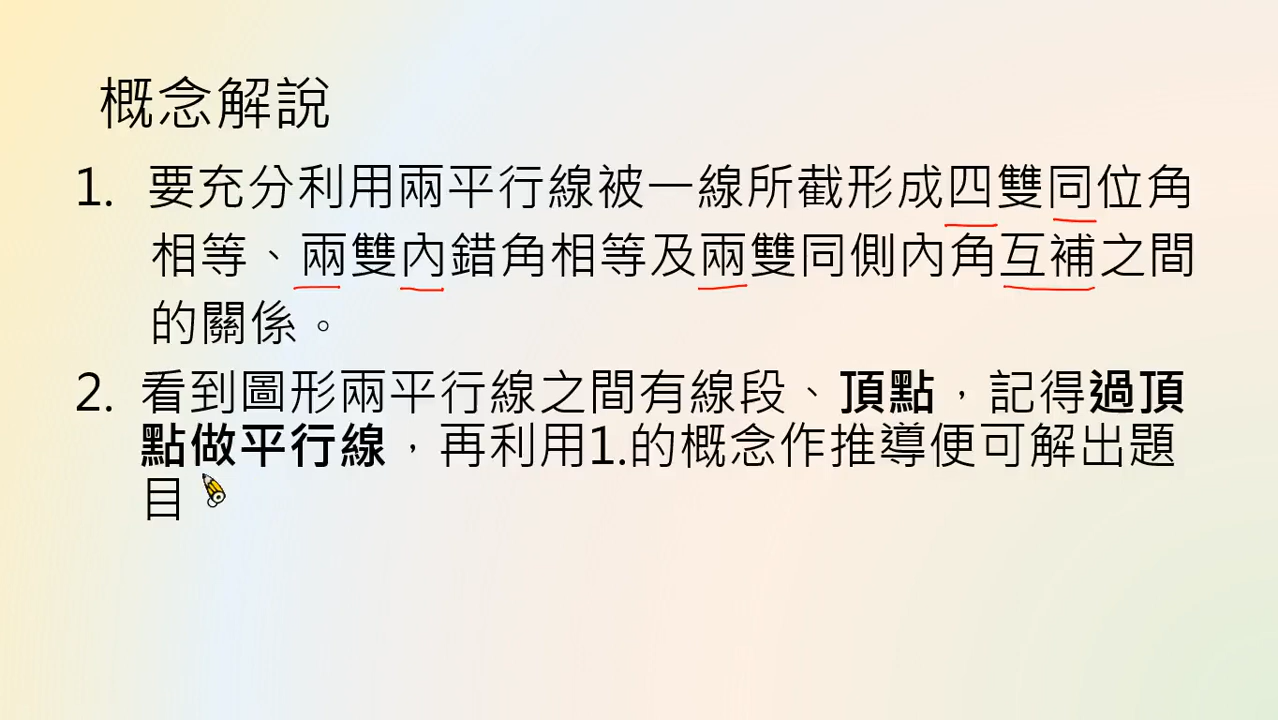 概念解說
1. 要充分利用兩平行線被一線所截形成四雙同位角
相等、兩雙內錯角相等及兩雙同側內角互補之間
的關係。
2. 看到圖形兩平行線之間有線段、頂點，記得過頂
點做平行線，再利用1.的概念作推導便可解出題
目